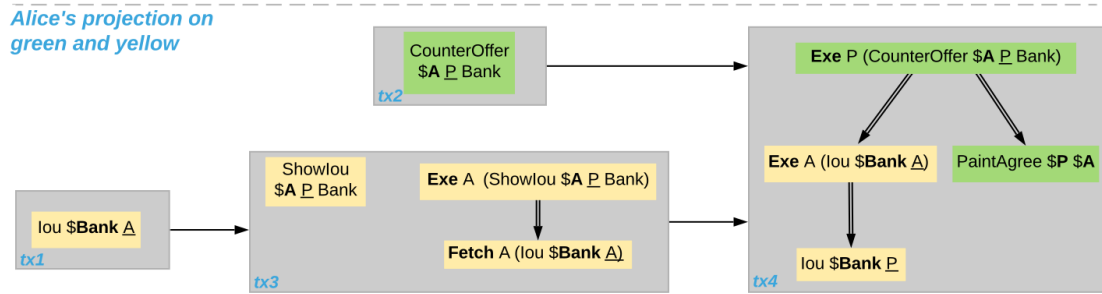 Alice's projection on
green and yellow
CounterOffer
$A P Bank
tx2
Exe P (CounterOffer $A P Bank)
Exe A (Iou $Bank A)
PaintAgree $P $A
Iou $Bank P
tx4
ShowIou
$A P Bank
Exe A (ShowIou $A P Bank)
Fetch A (Iou $Bank A)
tx3
Iou $Bank A
tx1